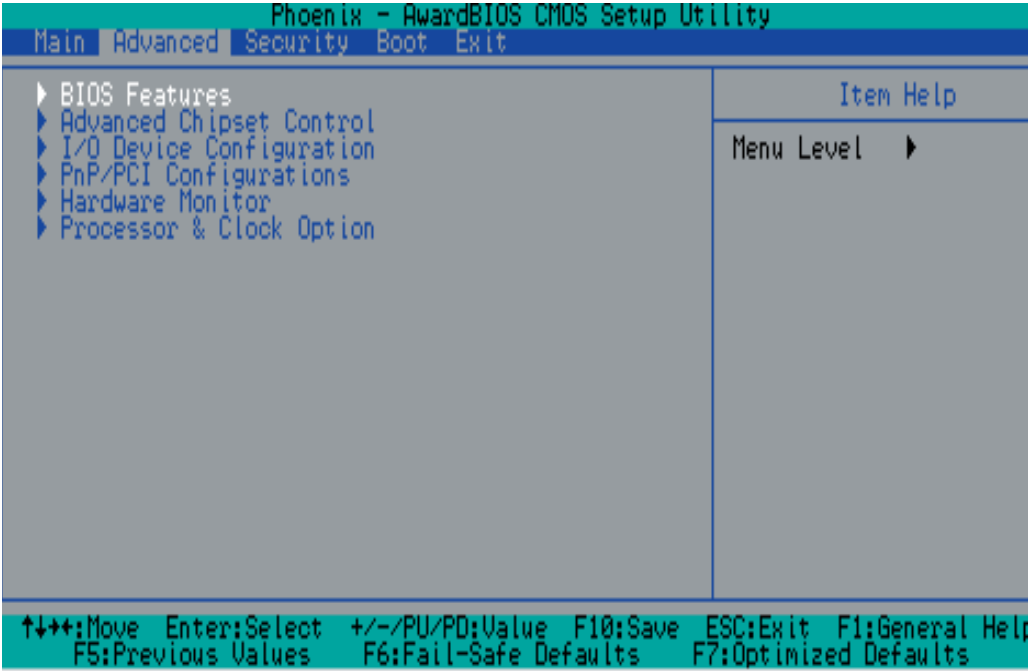 Phoenix - AwardBIOS CMOS Setup Utility
Main Advanced Security Boot Exit
BIOS Features
Advanced Chipset Control
I/O Device Configuration
PnP/PCI Configurations
Hardware Monitor
Processor & Clock Option
Item Help
Menu Level
↑↓→←:Move Enter:Select +/-/PU/PD:Value F10:Save ESC:Exit F1:General Help
F5:Previous Values F6:Fail-Safe Defaults F7:Optimized Defaults